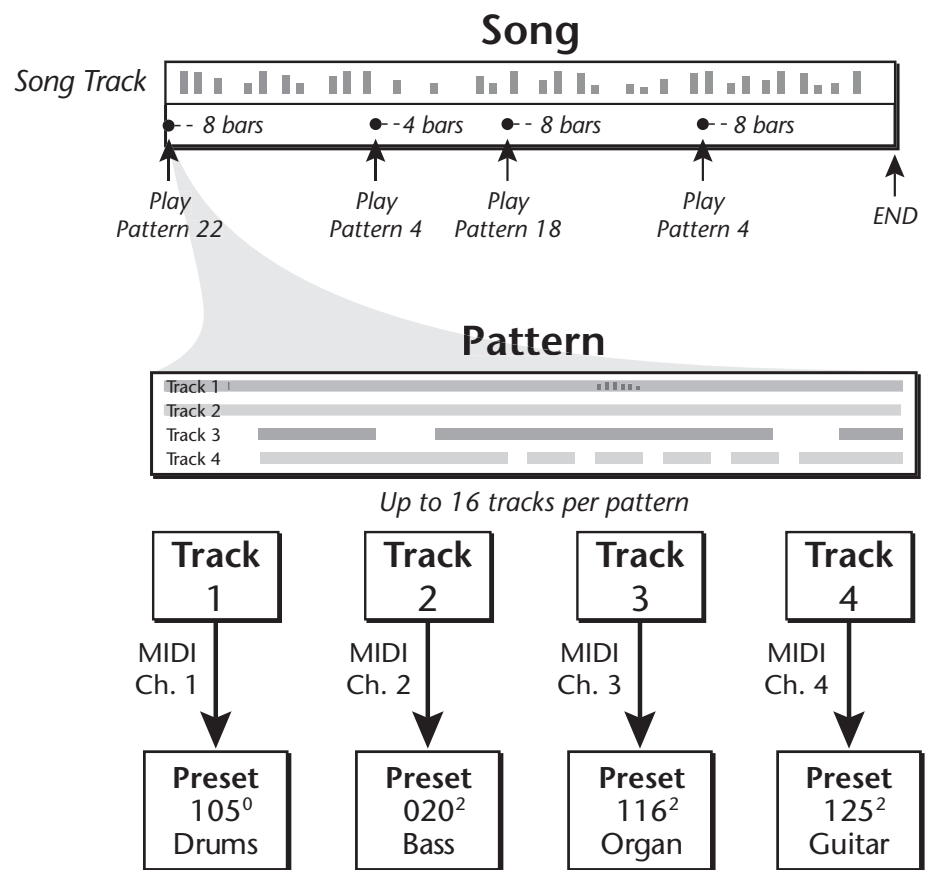 Song
Song Track
8 bars
4 bars
8 bars
8 bars
Play
Pattern 22
Play
Pattern 4
Play
Pattern 18
Play
Pattern 4
END
Pattern
Track 1
Track 2
Track 3
Track 4
Up to 16 tracks per pattern
Track
1
Track
2
Track
3
Track
4
MIDI
Ch. 1
MIDI
Ch. 2
MIDI
Ch. 3
MIDI
Ch. 4
Preset
105⁰
Drums
Preset
020²
Bass
Preset
116²
Organ
Preset
125²
Guitar